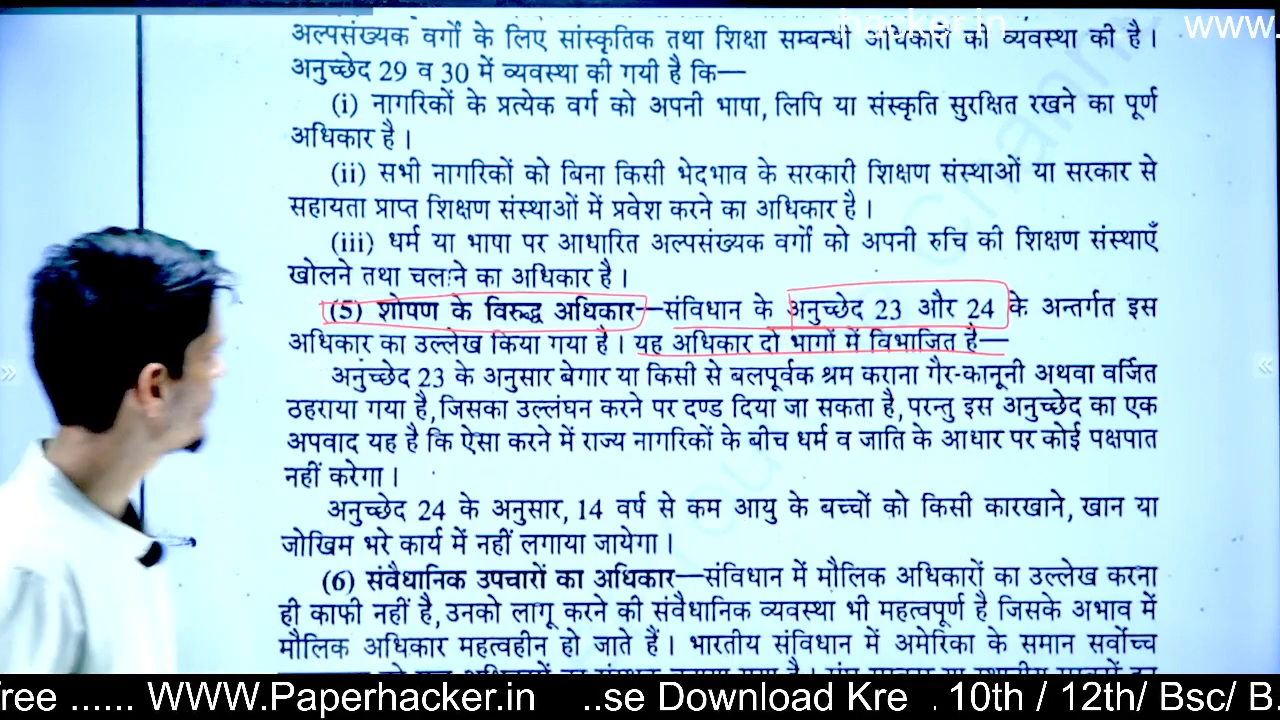 hacker.in
www.
अल्पसंख्यक वर्गों के लिए सांस्कृतिक तथा शिक्षा सम्बन्धी अधिकारों की व्यवस्था की है।
अनुच्छेद 29 व 30 में व्यवस्था की गयी है कि—
(i) नागरिकों के प्रत्येक वर्ग को अपनी भाषा, लिपि या संस्कृति सुरक्षित रखने का पूर्ण
अधिकार है।
(ii) सभी नागरिकों को बिना किसी भेदभाव के सरकारी शिक्षण संस्थाओं या सरकार से
सहायता प्राप्त शिक्षण संस्थाओं में प्रवेश करने का अधिकार है।
(iii) धर्म या भाषा पर आधारित अल्पसंख्यक वर्गों को अपनी रुचि की शिक्षण संस्थाएँ
खोलने तथा चलाने का अधिकार है।
(5) शोषण के विरुद्ध अधिकार—संविधान के अनुच्छेद 23 और 24 के अन्तर्गत इस
अधिकार का उल्लेख किया गया है। यह अधिकार दो भागों में विभाजित है—
अनुच्छेद 23 के अनुसार बेगार या किसी से बलपूर्वक श्रम कराना गैर-कानूनी अथवा वर्जित
ठहराया गया है, जिसका उल्लंघन करने पर दण्ड दिया जा सकता है, परन्तु इस अनुच्छेद का एक
अपवाद यह है कि ऐसा करने में राज्य नागरिकों के बीच धर्म व जाति के आधार पर कोई पक्षपात
नहीं करेगा।
अनुच्छेद 24 के अनुसार, 14 वर्ष से कम आयु के बच्चों को किसी कारखाने, खान या
जोखिम भरे कार्य में नहीं लगाया जायेगा।
(6) संवैधानिक उपचारों का अधिकार—संविधान में मौलिक अधिकारों का उल्लेख करना
ही काफी नहीं है, उनको लागू करने की संवैधानिक व्यवस्था भी महत्वपूर्ण है जिसके अभाव में
मौलिक अधिकार महत्वहीन हो जाते हैं। भारतीय संविधान में अमेरिका के समान सर्वोच्च
free ...... WWW.Paperhacker.in ..se Download Kre . 10th / 12th/ Bsc/ B.